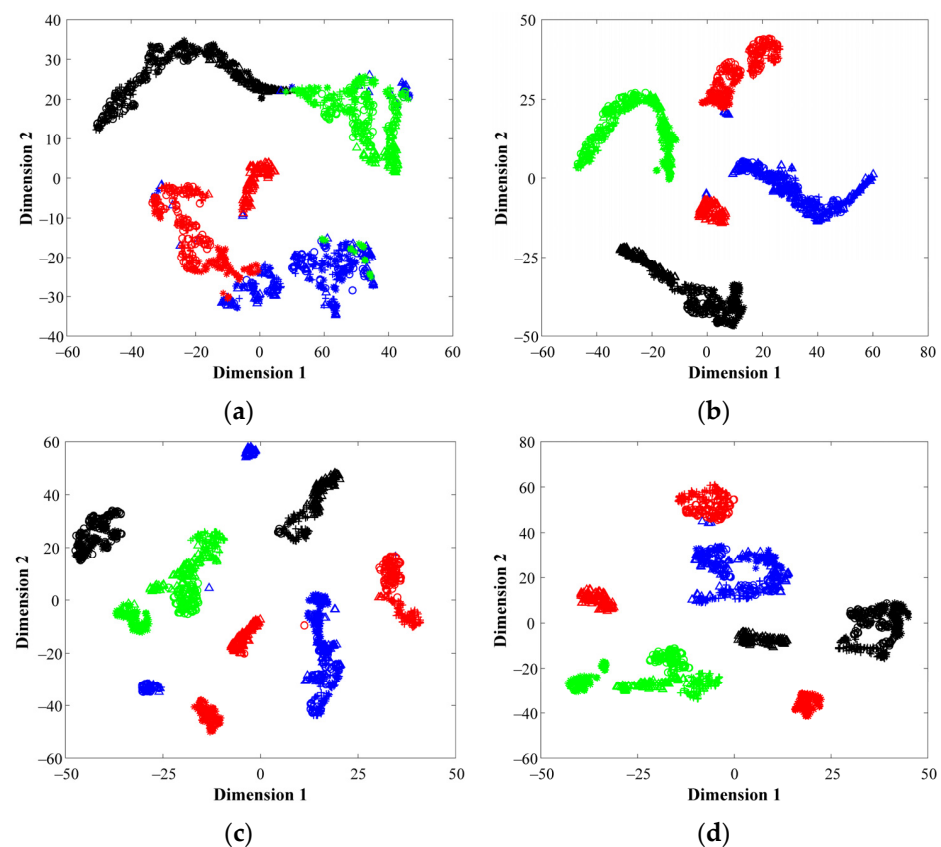 40
30
20
10
0
–10
–20
–30
–40
Dimension 2
–60 –40 –20 0 60 40 60
Dimension 1
(a)
50
25
0
–25
–50
Dimension 2
–60 –40 –20 0 20 40 60 80
Dimension 1
(b)
60
40
20
0
–20
–40
–60
Dimension 2
–50 –25 0 25 50
Dimension 1
(c)
80
60
40
20
0
–20
–40
–60
Dimension 2
–50 –25 0 25 50
Dimension 1
(d)